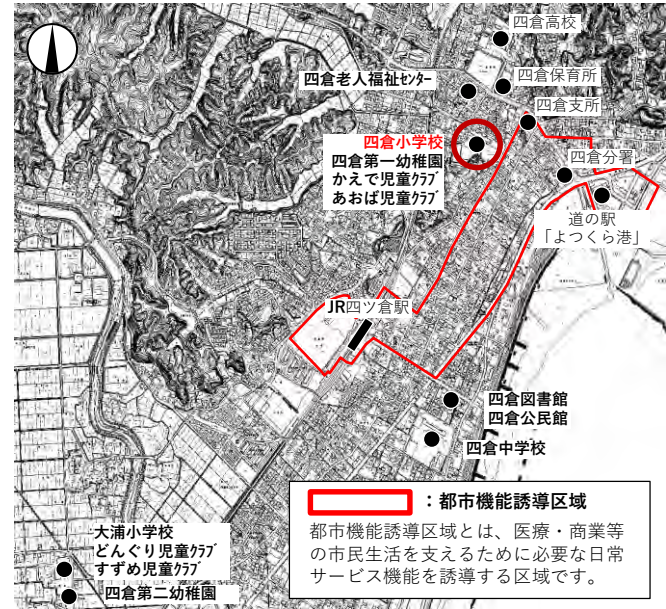 四倉高校
四倉保育所
四倉老人福祉ｾﾝﾀｰ
四倉支所
四倉小学校
四倉第一幼稚園
かえで児童ｸﾗﾌﾞ
あおば児童ｸﾗﾌﾞ
四倉分署
道の駅
「よつくら港」
JR四ツ倉駅
四倉図書館
四倉公民館
四倉中学校
大浦小学校
どんぐり児童ｸﾗﾌﾞ
すずめ児童ｸﾗﾌﾞ
四倉第二幼稚園
：都市機能誘導区域
都市機能誘導区域とは、医療・商業等
の市民生活を支えるために必要な日常
サービス機能を誘導する区域です。